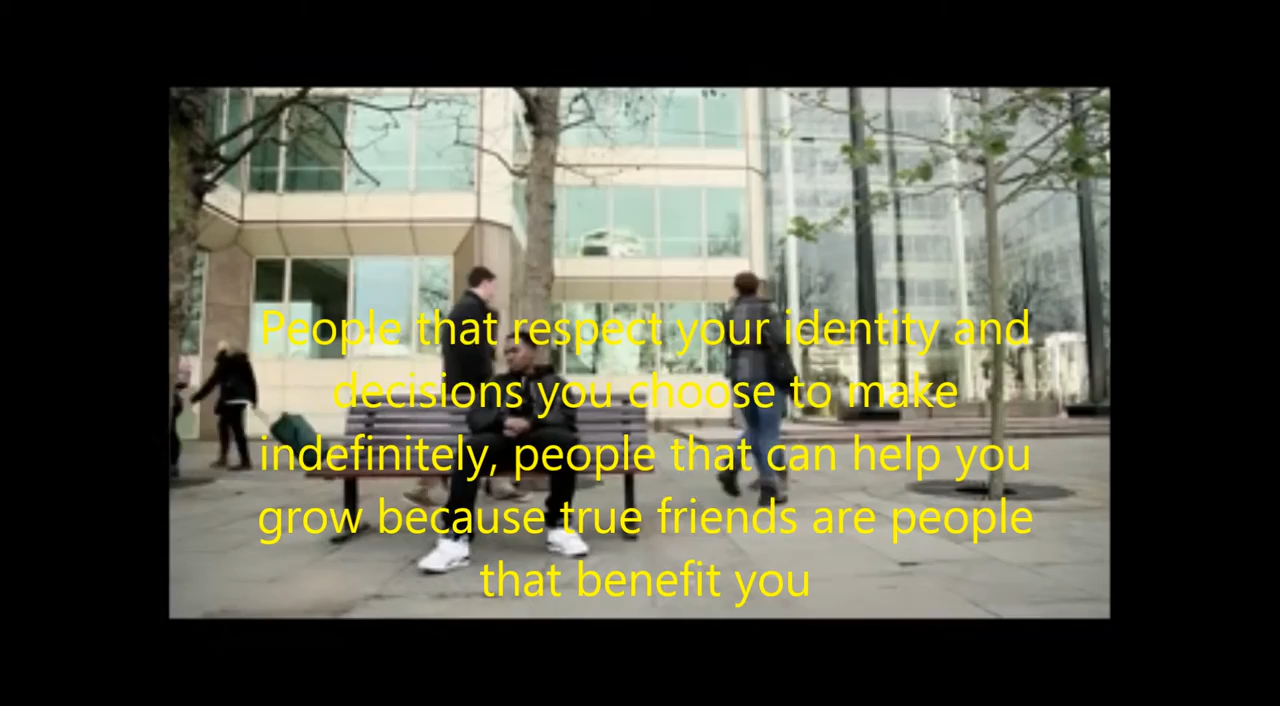 People that respect your identity and
decisions you choose to make
indefinitely, people that can help you
grow because true friends are people
that benefit you